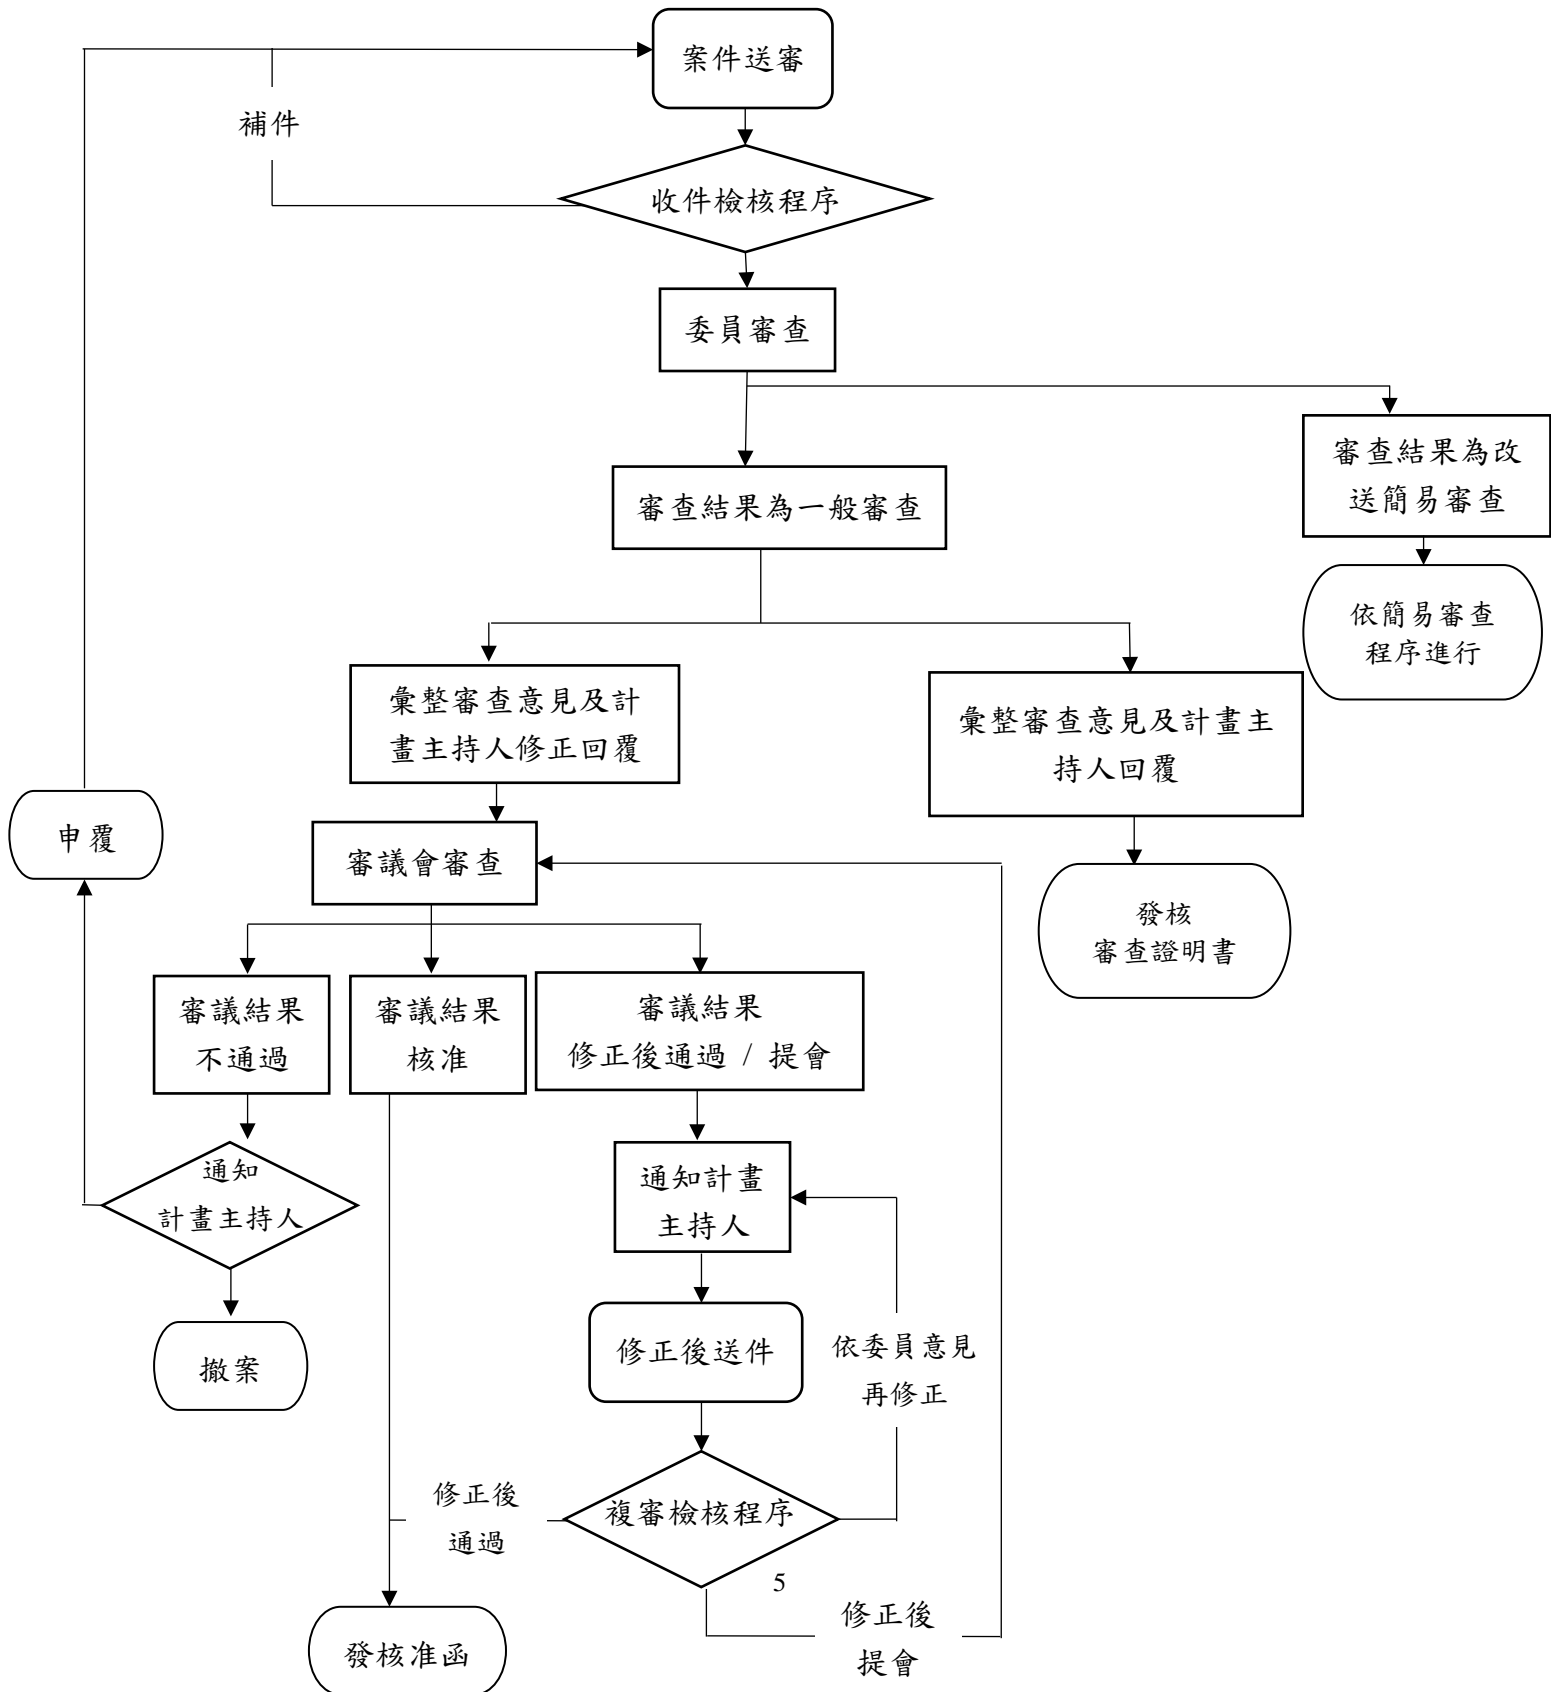 案件送審
補件
收件檢核程序
委員審查
審查結果為改
送簡易審查
審查結果為一般審查
依簡易審查
程序進行
彙整審查意見及計
畫主持人修正回覆
彙整審查意見及計畫主
持人回覆
申覆
審議會審查
發核
審查證明書
審議結果
不通過
審議結果
核准
審議結果
修正後通過 / 提會
通知
計畫主持人
通知計畫
主持人
撤案
修正後送件
依委員意見
再修正
修正後
通過
複審檢核程序
5
修正後
提會
發核准函